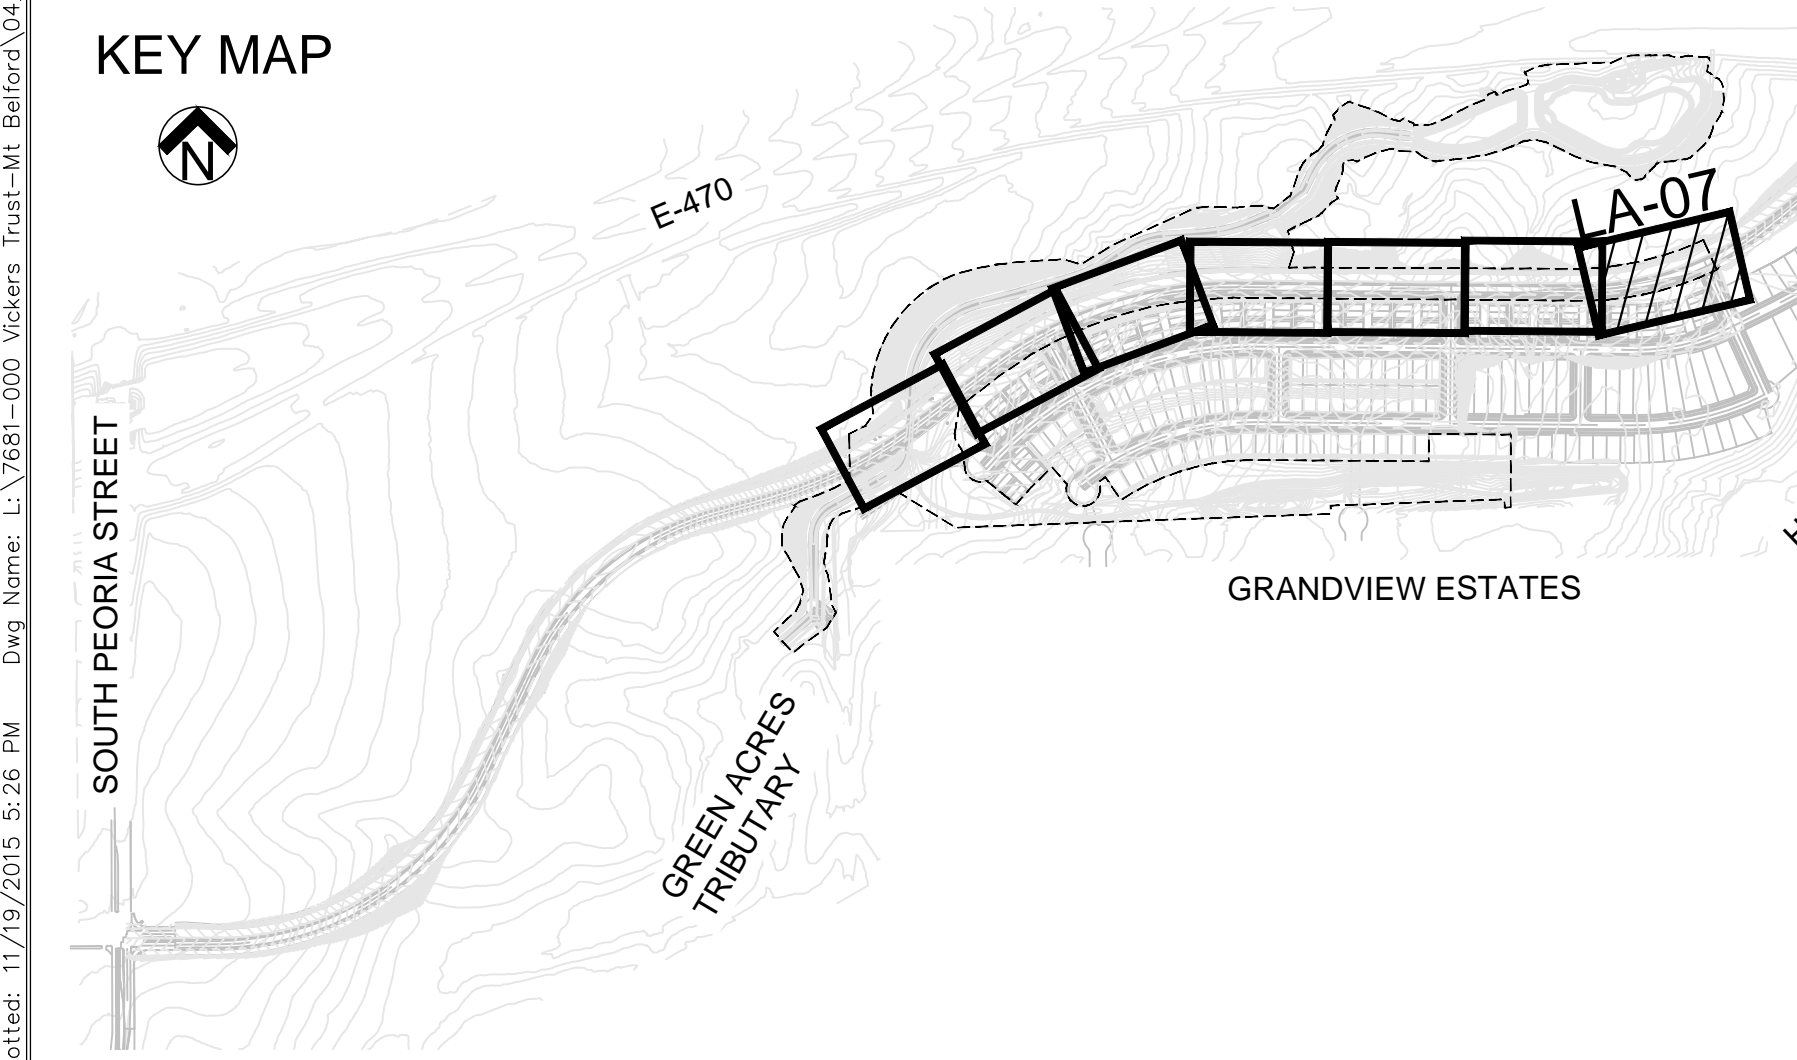 KEY MAP
N
E-470
LA-07
SOUTH PEORIA STREET
GRANDVIEW ESTATES
GREEN ACRES
TRIBUTARY
otted: 11/19/2015 5:26 PM Dwg Name: L:\7681-000 Vickers Trust-Mt Belford\04